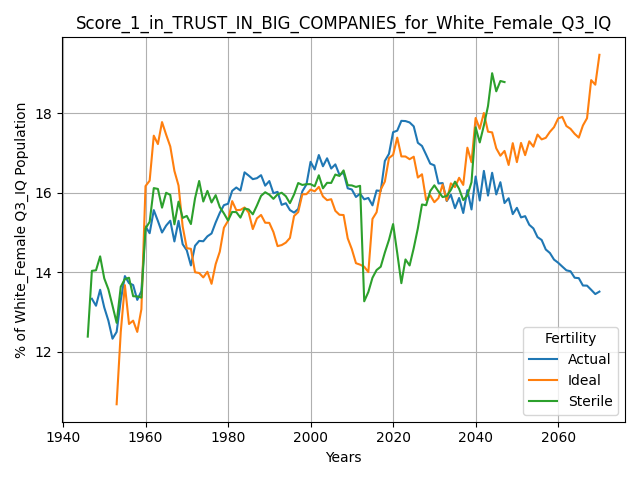 Score_1_in_TRUST_IN_BIG_COMPANIES_for_White_Female_Q3_IQ
% of White_Female Q3_IQ Population
18
16
14
12
1940 1960 1980 2000 2020 2040 2060
Years
Fertility
Actual
Ideal
Sterile